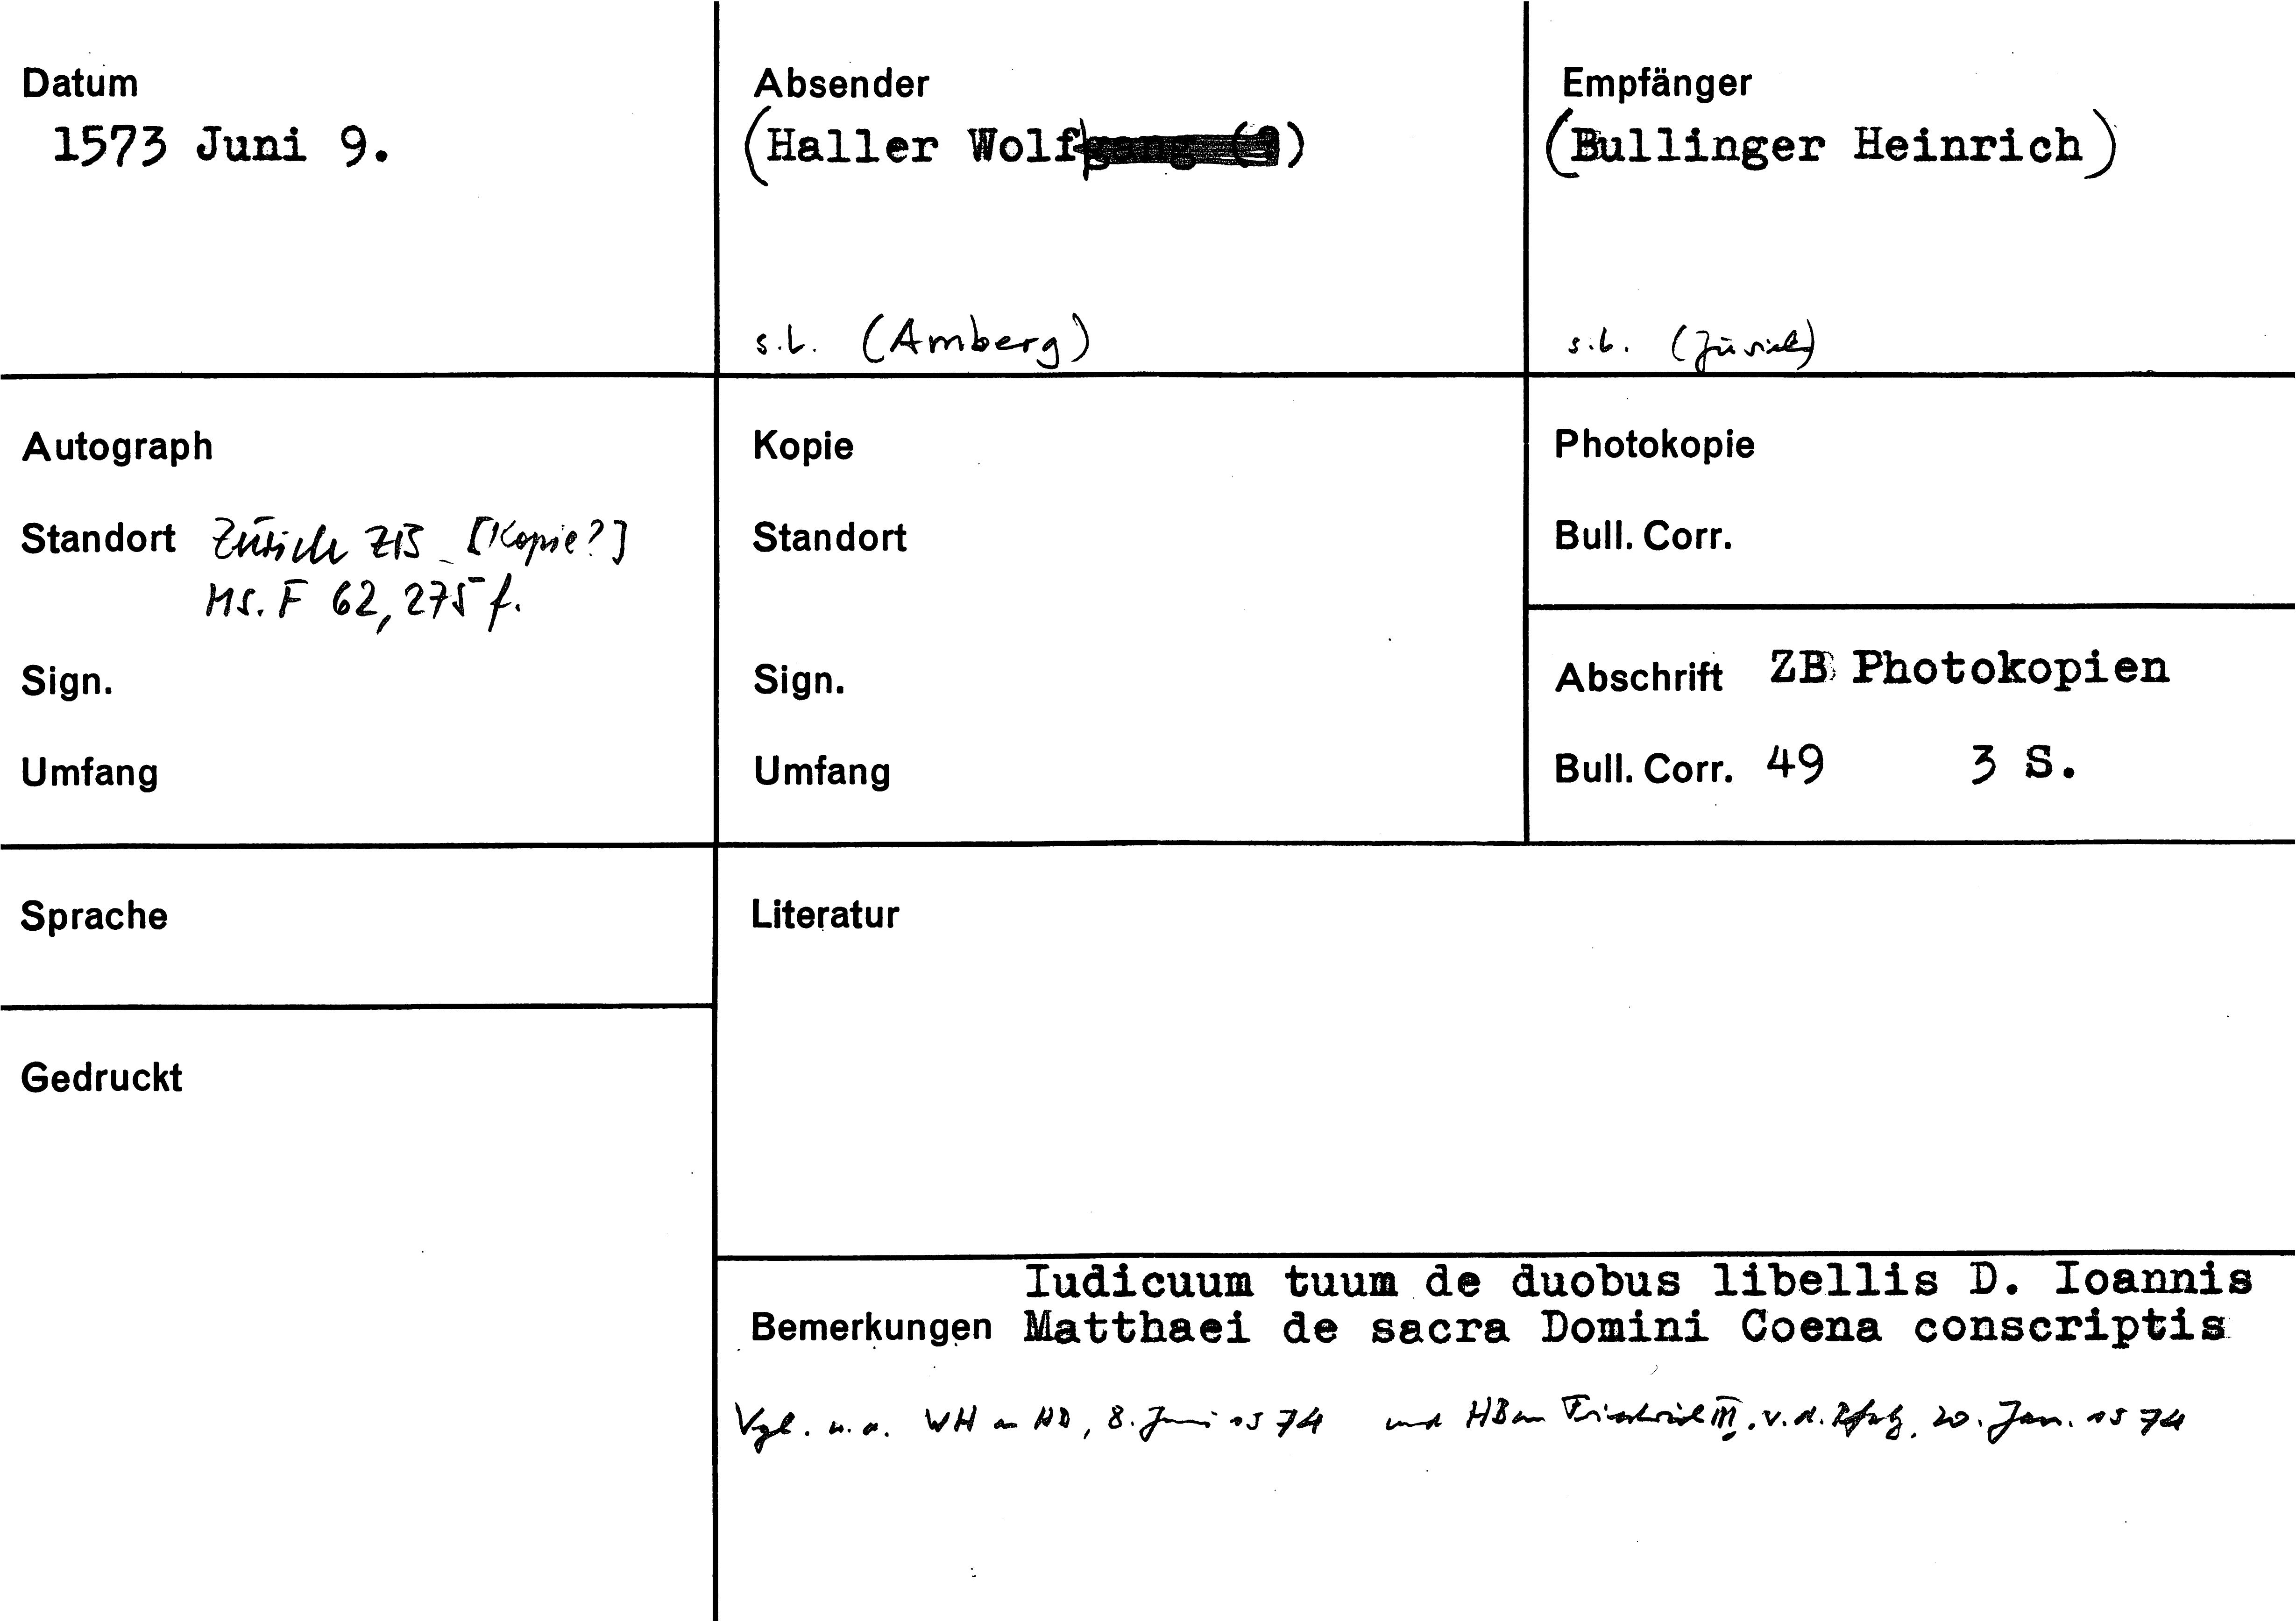 Datum
1573 Juni 9.
Absender
(Haller Wolf)
s.l. (Amberg)
Empfänger
(Bullinger Heinrich)
s.l. (Zürich)
Autograph
Standort Zürich ZB [Kopie?]
Ms. F 62, 275 f.
Sign.
Umfang
Kopie
Standort
Sign.
Umfang
Photokopie
Bull. Corr.
Abschrift ZB Photokopien
Bull. Corr. 49 3 S.
Sprache
Literatur
Gedruckt
Iudicuum tuum de duobus libellis D. Ioannis
Bemerkungen Matthaei de sacra Domini Coena conscriptis
Vgl. u. a. WH an HB, 8. Juni 1574 und HB an Friedrich III. v. d. Pfalz, 20. Jan. 1574